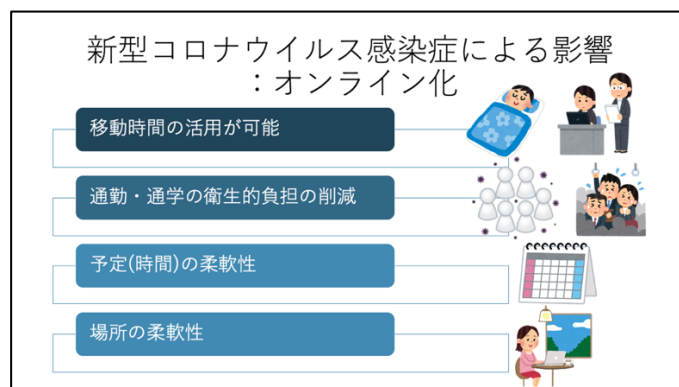 新型コロナウイルス感染症による影響
：オンライン化
移動時間の活用が可能
通勤・通学の衛生的負担の削減
予定(時間)の柔軟性
場所の柔軟性